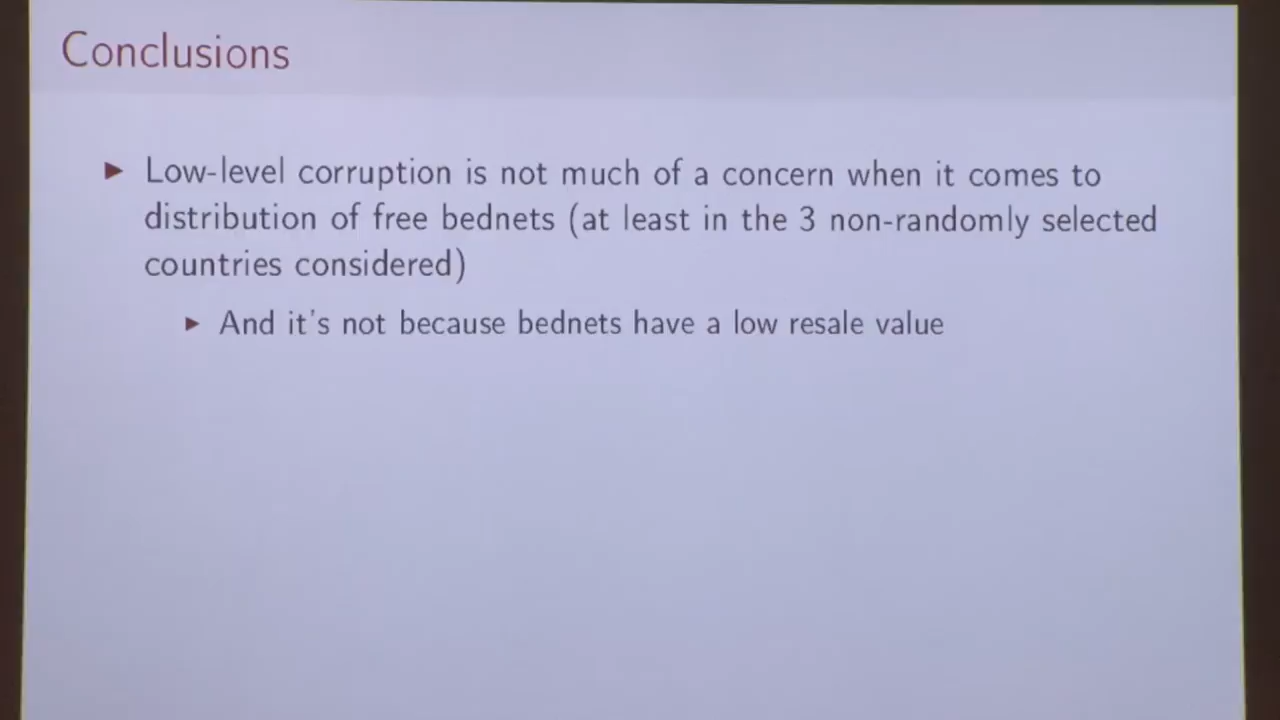 Conclusions
► Low-level corruption is not much of a concern when it comes to
distribution of free bednets (at least in the 3 non-randomly selected
countries considered)
► And it's not because bednets have a low resale value